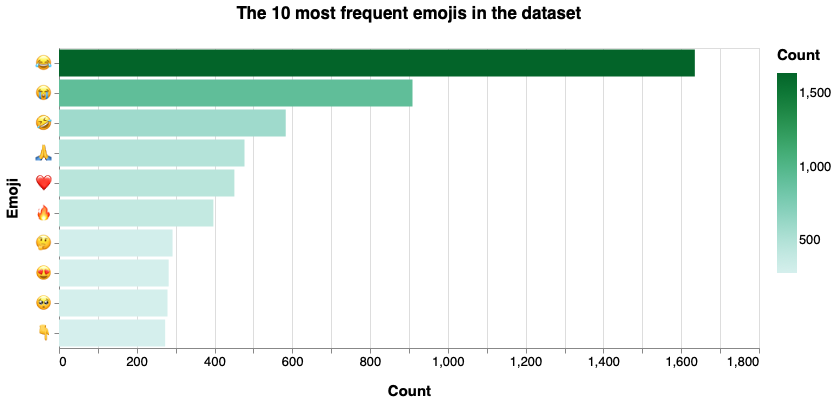 The 10 most frequent emojis in the dataset
Emoji
😂
😭
🤣
🙏
❤️
🔥
🤔
😍
🥺
👇
0 200 400 600 800 1,000 1,200 1,400 1,600 1,800
Count
Count
1,500
1,000
500